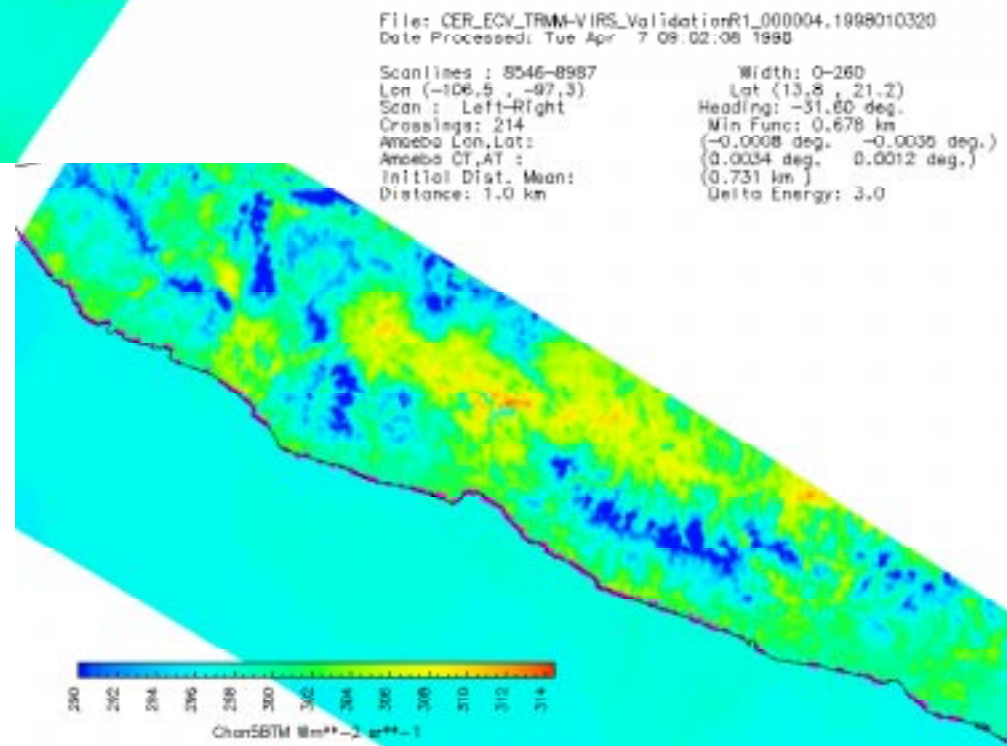 File: CER_ECV_TRMM-VIRS_ValidationR1_000004.1998010320
Date Processed: Tue Apr 7 09:02:06 1998
Scanlines : 8546-8987 Width: 0-260
Lon (-106.5 , -97.3) Lat (13.8 , 21.2)
Scan : Left-Right Heading: -31.60 deg.
Crossings: 214 Min Func: 0.678 km
Amoeba Lon,Lat: (-0.0008 deg. -0.0035 deg.)
Amoeba CT,AT : (0.0034 deg. 0.0012 deg.)
Initial Dist. Mean: (0.731 km )
Distance: 1.0 km Delta Energy: 3.0
290 292 294 296 298 300 302 304 306 308 310 312 314
Chan5BTM Wm**-2 sr**-1